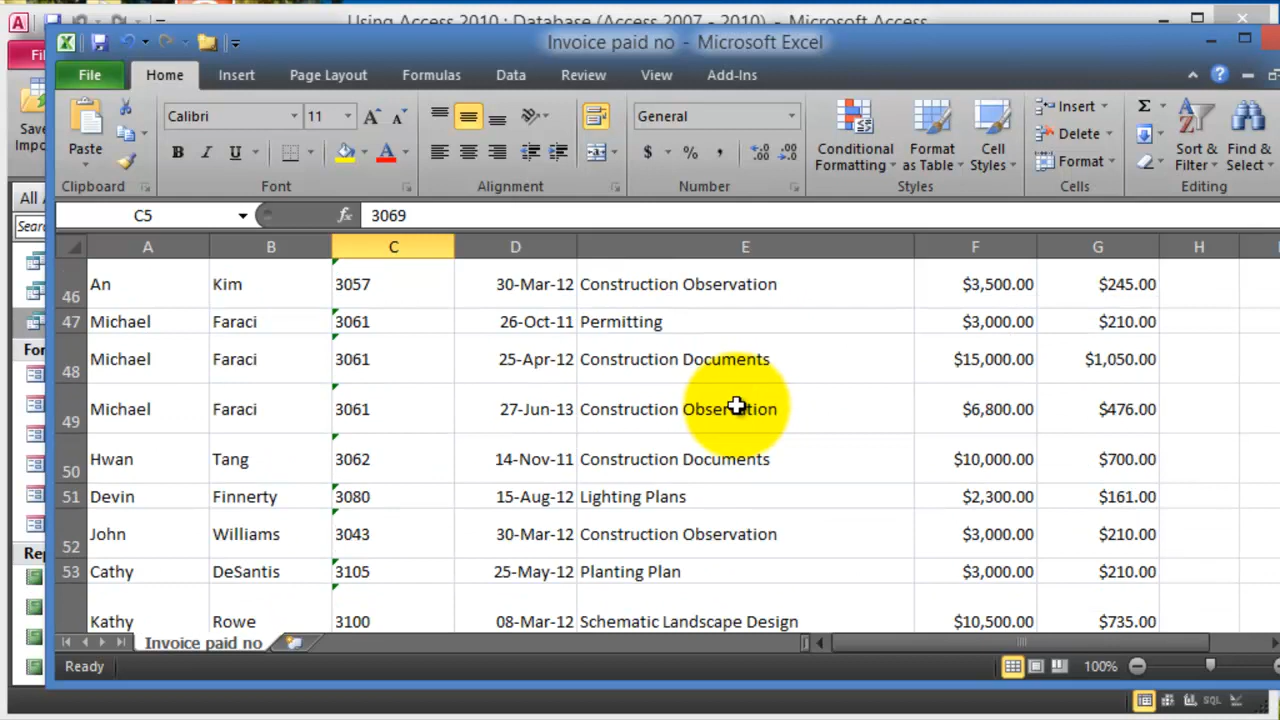 Using Access 2010 : Database (Access 2007 - 2010) - Microsoft Access
Invoice paid no - Microsoft Excel
File Home Insert Page Layout Formulas Data Review View Add-Ins
Save
Paste
Calibri 11
B I U
General
$ % ,
Conditional Formatting
Format as Table
Cell Styles
Insert
Delete
Format
Σ
Sort & Filter
Find & Select
Clipboard Font Alignment Number Styles Cells Editing
All
C5 fx 3069
A B C D E F G H
46 An Kim 3057 30-Mar-12 Construction Observation $3,500.00 $245.00
47 Michael Faraci 3061 26-Oct-11 Permitting $3,000.00 $210.00
48 Michael Faraci 3061 25-Apr-12 Construction Documents $15,000.00 $1,050.00
49 Michael Faraci 3061 27-Jun-13 Construction Observation $6,800.00 $476.00
50 Hwan Tang 3062 14-Nov-11 Construction Documents $10,000.00 $700.00
51 Devin Finnerty 3080 15-Aug-12 Lighting Plans $2,300.00 $161.00
52 John Williams 3043 30-Mar-12 Construction Observation $3,000.00 $210.00
53 Cathy DeSantis 3105 25-May-12 Planting Plan $3,000.00 $210.00
Kathy Rowe 3100 08-Mar-12 Schematic Landscape Design $10,500.00 $735.00
Invoice paid no
Ready 100%
SQL